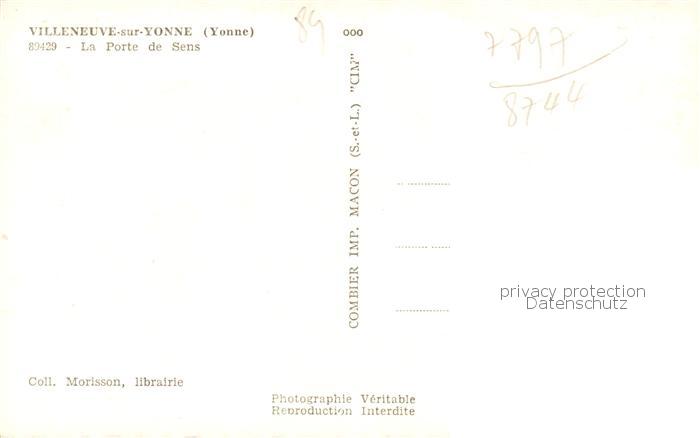 VILLENEUVE-sur-YONNE (Yonne)
89429 - La Porte de Sens
89
000
7797
8744
COMBIER IMP. MACON (S.-et-L.) "CIM"
privacy protection
Datenschutz
Coll. Morisson, librairie
Photographie Véritable
Reproduction Interdite